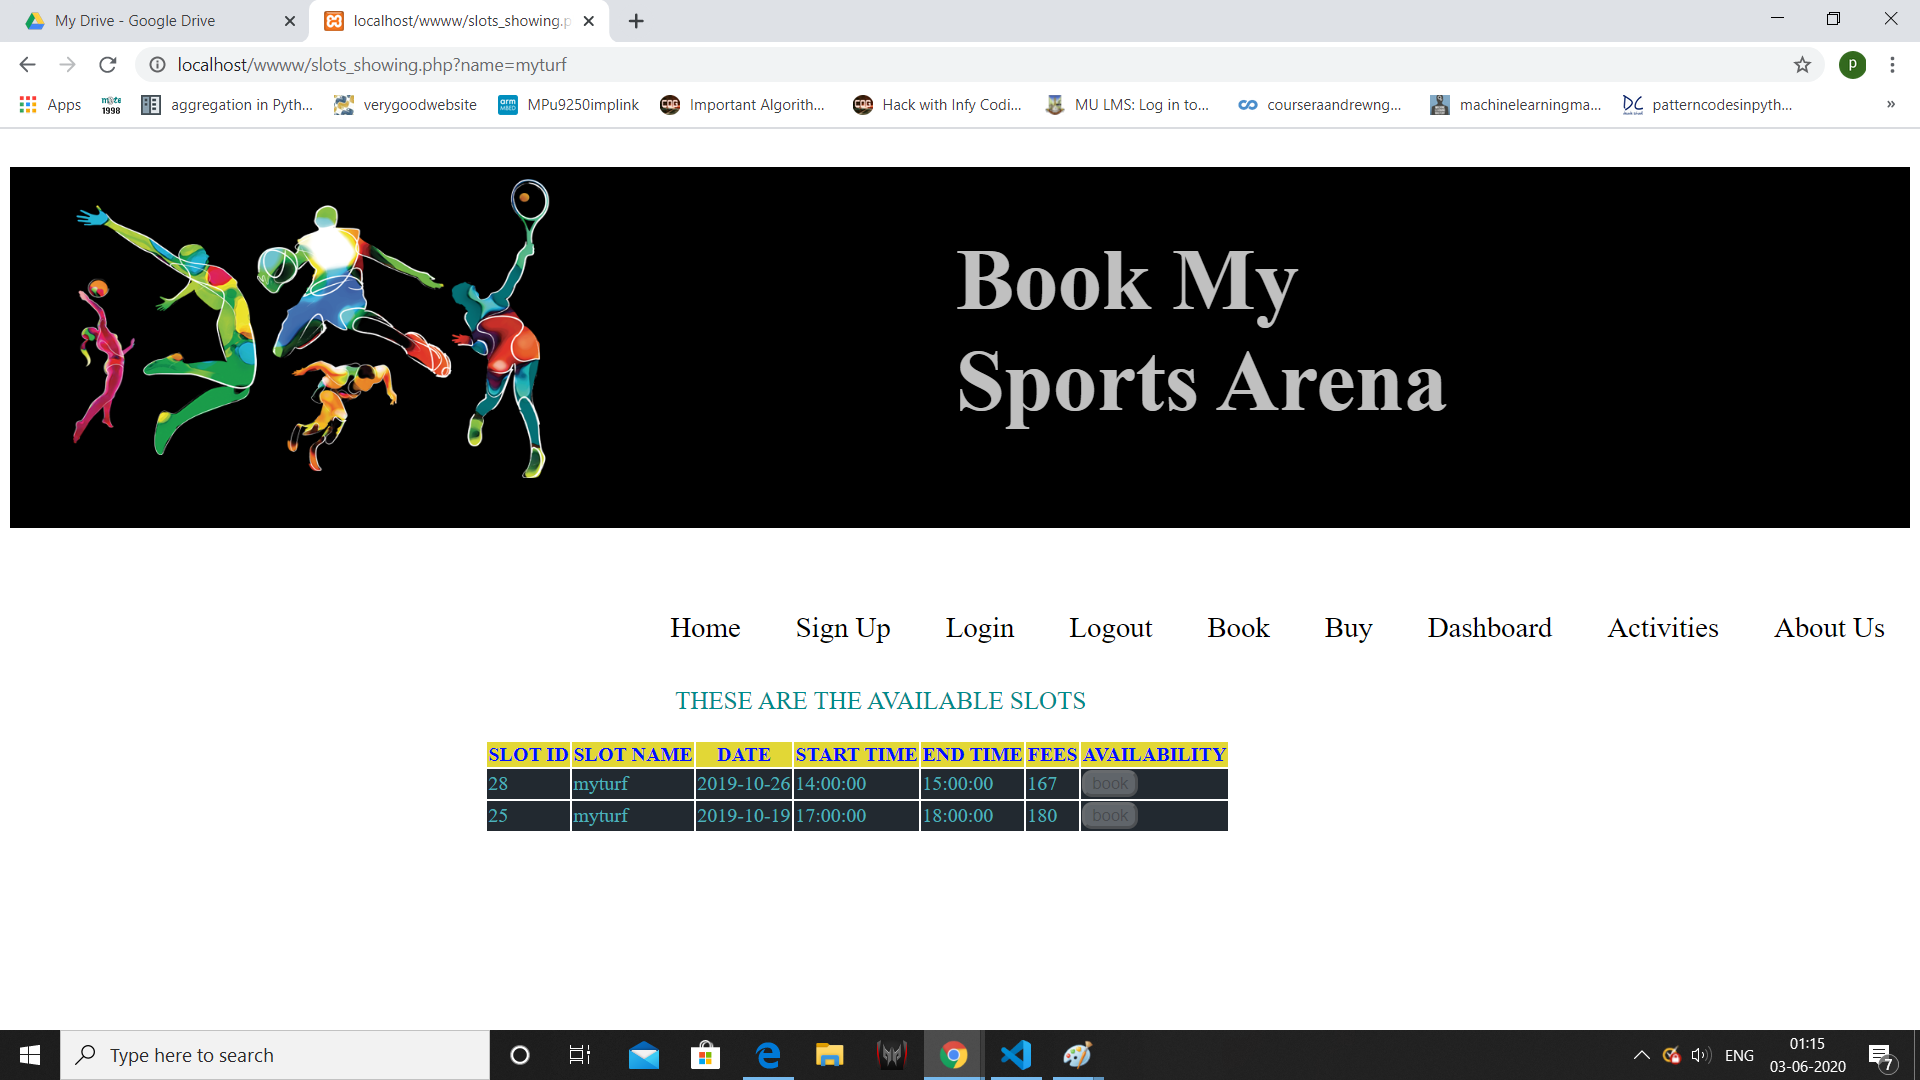 My Drive - Google Drive
localhost/wwww/slots_showing.p
localhost/wwww/slots_showing.php?name=myturf
P
Apps
1998
aggregation in Pyth...
verygoodwebsite
arm MBED
MPu9250implink
Important Algorith...
Hack with Infy Codi...
MU LMS: Log in to...
courseraandrewng...
machinelearningma...
patterncodesinpyth...
»
Book My
Sports Arena
Home Sign Up Login Logout Book Buy Dashboard Activities About Us
THESE ARE THE AVAILABLE SLOTS
SLOT ID SLOT NAME DATE START TIME END TIME FEES AVAILABILITY
28 myturf 2019-10-26 14:00:00 15:00:00 167 book
25 myturf 2019-10-19 17:00:00 18:00:00 180 book
Type here to search
ENG
01:15
03-06-2020
7